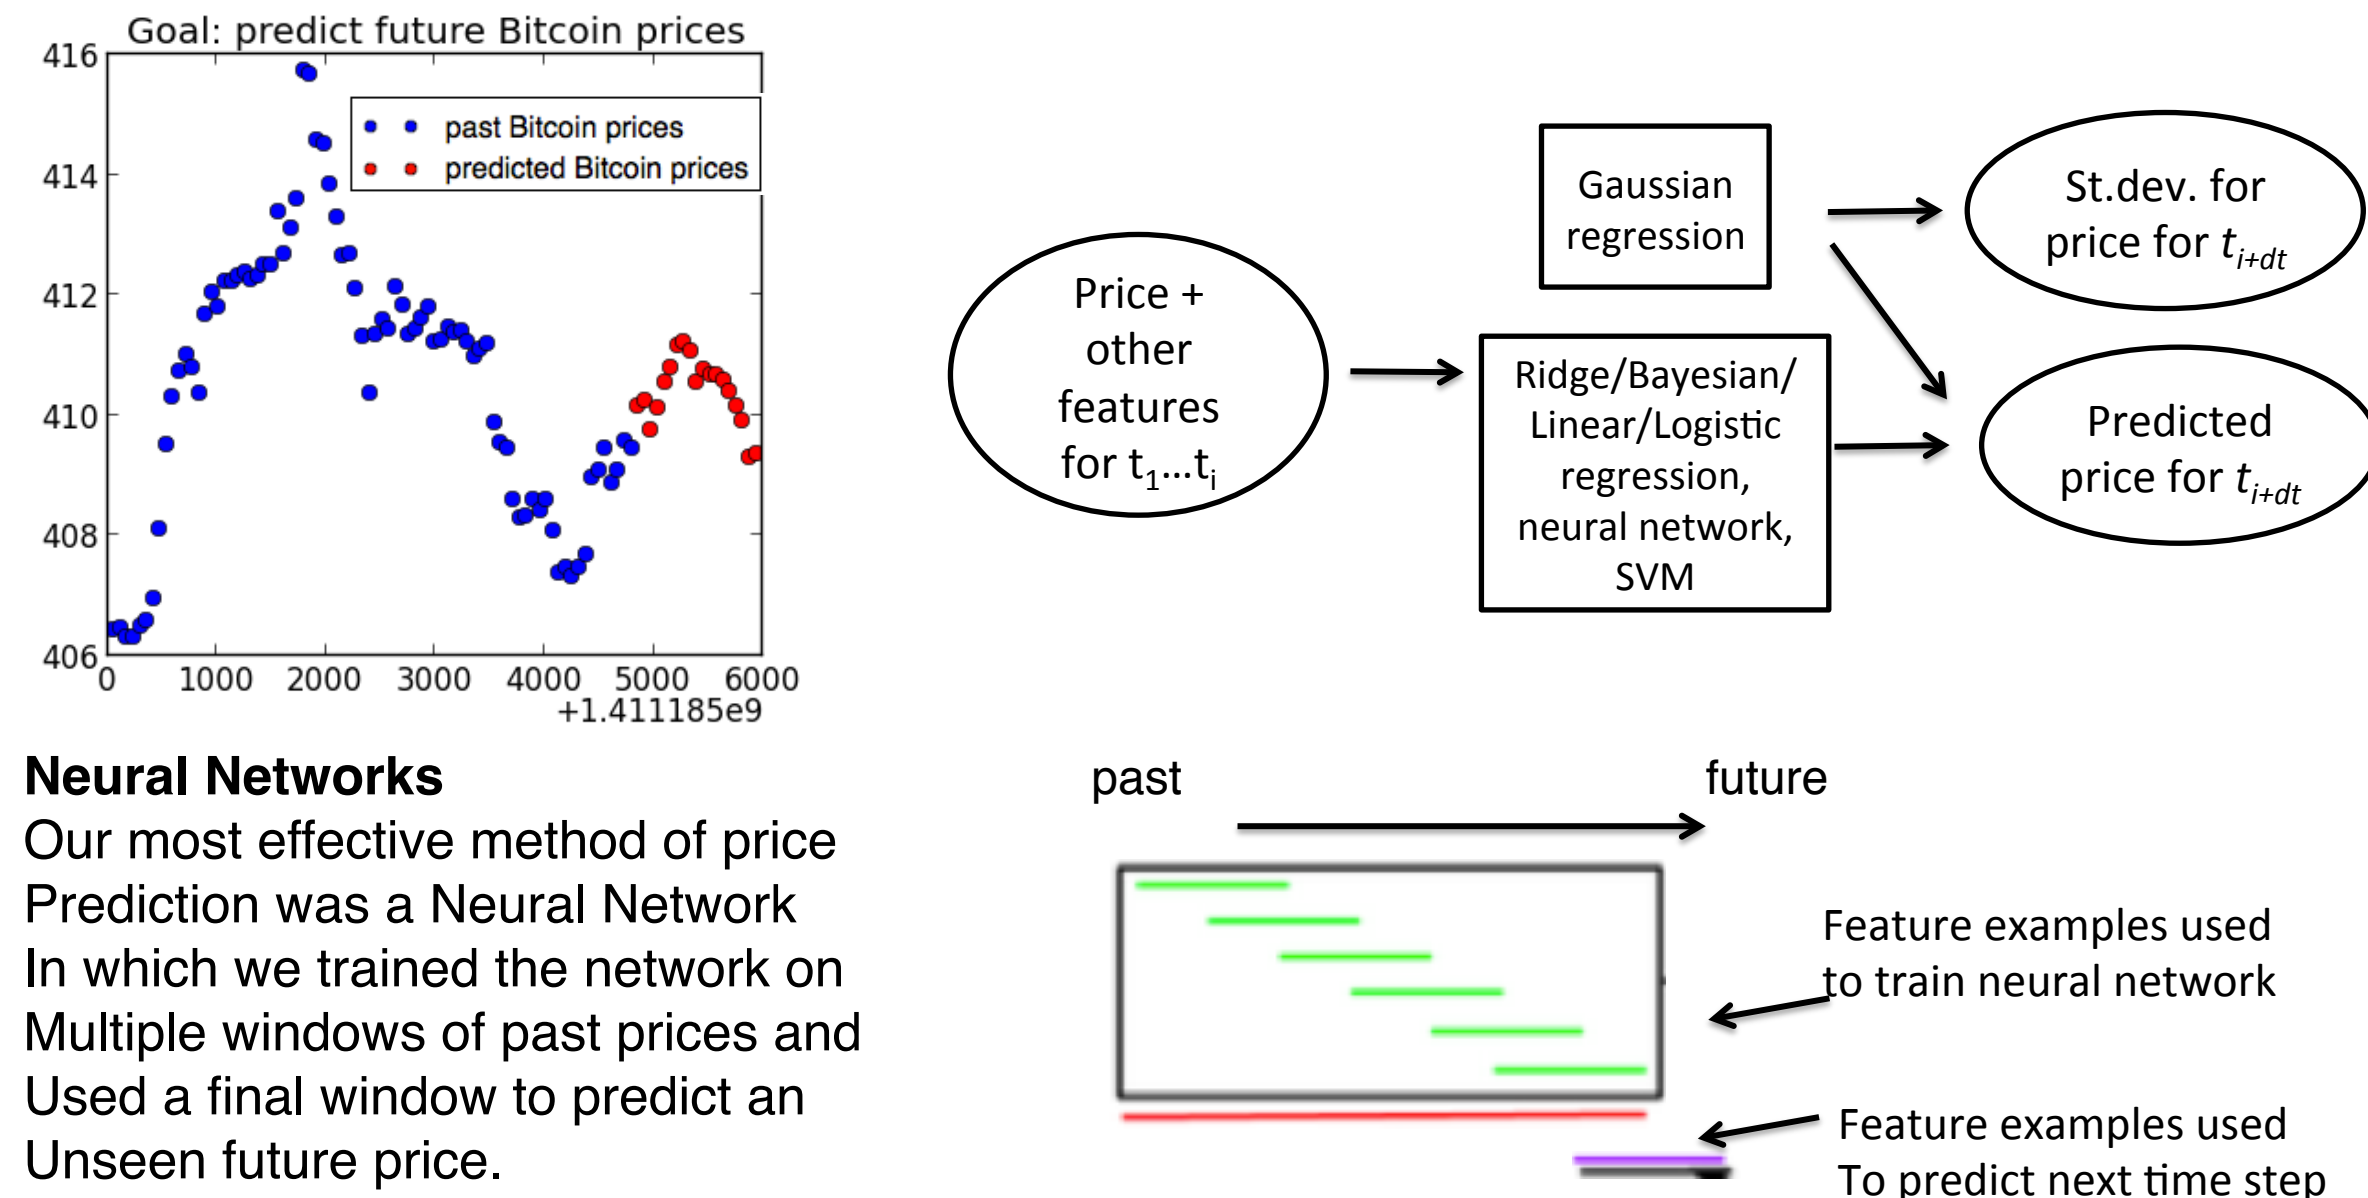 Goal: predict future Bitcoin prices
416
414
412
410
408
406
past Bitcoin prices
predicted Bitcoin prices
0 1000 2000 3000 4000 5000 6000
+1.411185e9
Price +
other
features
for t1...ti
Gaussian
regression
Ridge/Bayesian/
Linear/Logistic
regression,
neural network,
SVM
St.dev. for
price for ti+dt
Predicted
price for ti+dt
Neural Networks
Our most effective method of price
Prediction was a Neural Network
In which we trained the network on
Multiple windows of past prices and
Used a final window to predict an
Unseen future price.
past future
Feature examples used
to train neural network
Feature examples used
To predict next time step